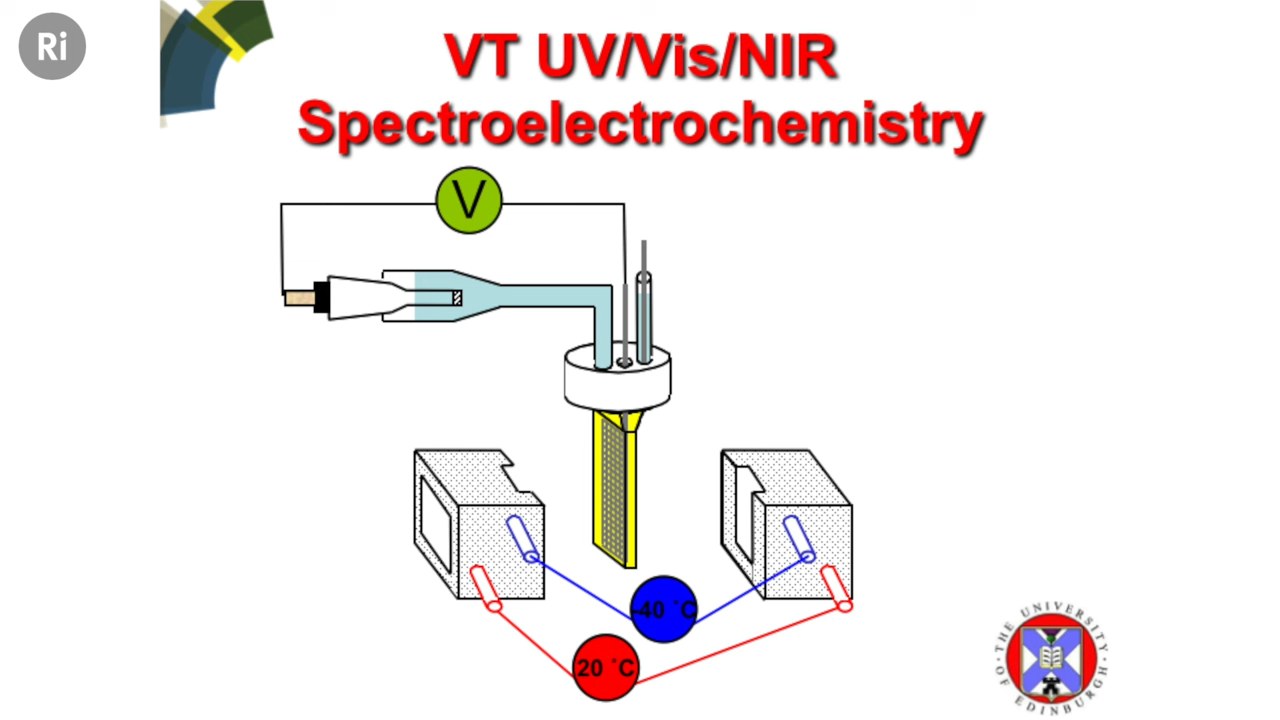 Ri
VT UV/Vis/NIR
Spectroelectrochemistry
V
-40 ˚C
20 ˚C
THE UNIVERSITY
OF EDINBURGH